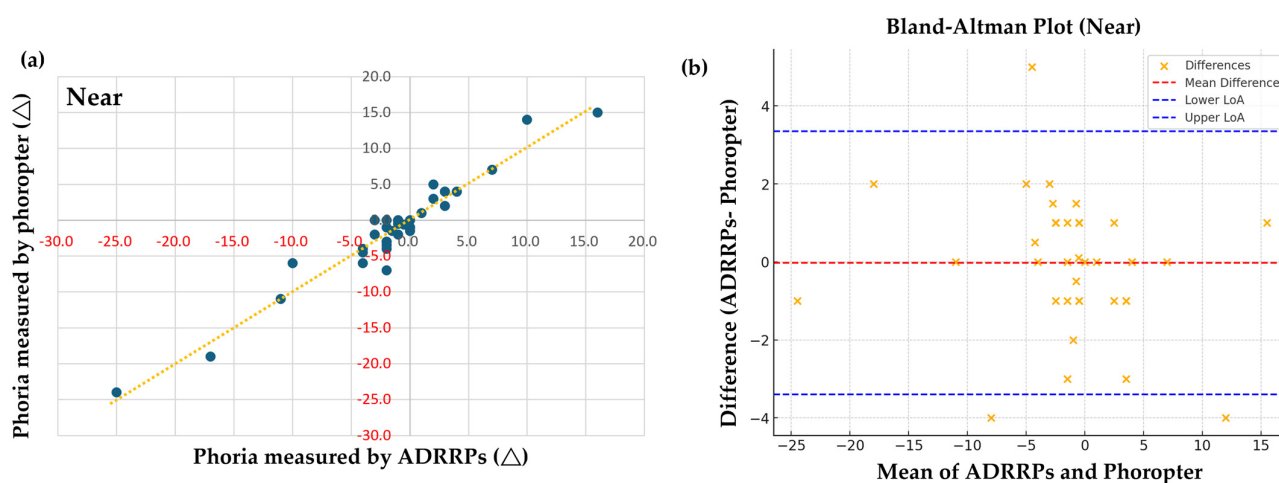 (a)
Near
Phoria measured by phoropter (△)
20.0
15.0
10.0
5.0
-30.0 -25.0 -20.0 -15.0 -10.0 -5.0 0.0 5.0 10.0 15.0 20.0
-5.0
-10.0
-15.0
-20.0
-25.0
-30.0
Phoria measured by ADRRPs (△)
Bland-Altman Plot (Near)
(b)
Differences
Mean Difference
Lower LoA
Upper LoA
Difference (ADRRPs- Phoropter)
4
2
0
−2
−4
−25 −20 −15 −10 −5 0 5 10 15
Mean of ADRRPs and Phoropter